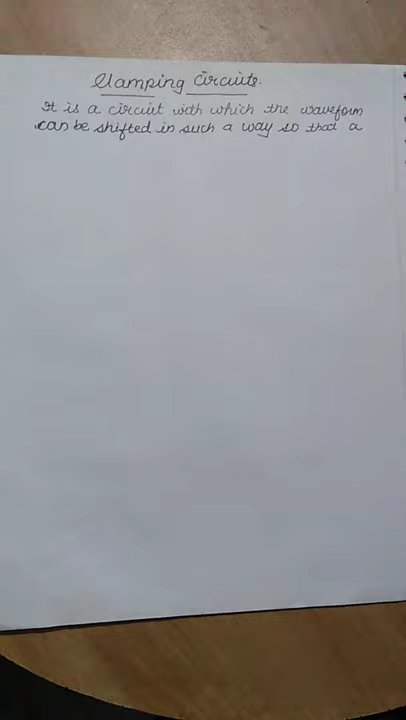 Clamping Circuits.
It is a circuit with which the waveform
can be shifted in such a way so that a